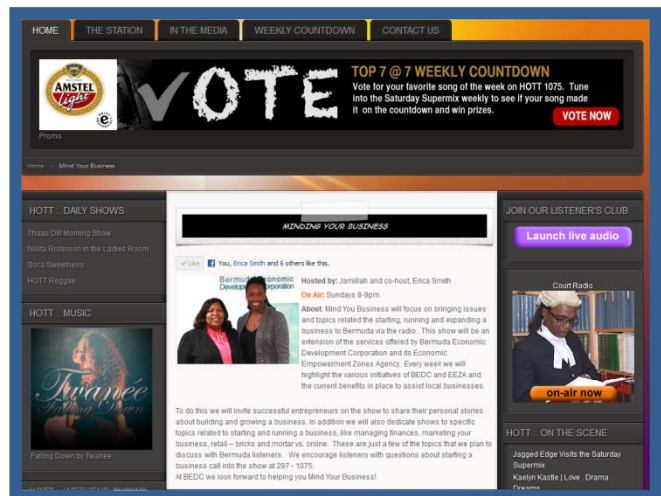 HOME THE STATION IN THE MEDIA WEEKLY COUNTDOWN CONTACT US
AMSTEL
Light
e
VOTE
TOP 7 @ 7 WEEKLY COUNTDOWN
Vote for your favorite song of the week on HOTT 1075. Tune
into the Saturday Supermix weekly to see if your song made
it on the countdown and win prizes.
VOTE NOW
Promo
Home Mind Your Business
HOTT :. DAILY SHOWS
Thaao Dill Morning Show
Nikita Robinson in the Ladies Room
Soca Sweetness
HOTT Reggae
HOTT :. MUSIC
Twanee
Falling Down
Falling Down by Twanee
HOTT :. WEEKEND SHOWS
MINDING YOUR BUSINESS
Like You, Erica Smith and 6 others like this.
Bermuda Economic
Development Corporation
Hosted by: Jamillah and co-host, Erica Smith
On Air: Sundays 8-9pm
About: Mind You Business will focus on bringing issues
and topics related the starting, running and expanding a
business to Bermuda via the radio. This show will be an
extension of the services offered by Bermuda Economic
Development Corporation and its Economic
Empowerment Zones Agency. Every week we will
highlight the various initiatives of BEDC and EEZA and
the current benefits in place to assist local businesses.
To do this we will invite successful entrepreneurs on the show to share their personal stories
about building and growing a business. In addition we will also dedicate shows to specific
topics related to starting and running a business, like managing finances, marketing your
business, retail – bricks and mortar vs. online. These are just a few of the topics that we plan to
discuss with Bermuda listeners. We encourage listeners with questions about starting a
business call into the show at 297 - 1075.
At BEDC we look forward to helping you Mind Your Business!
JOIN OUR LISTENER'S CLUB
Launch live audio
Court Radio
on-air now
HOTT :. ON THE SCENE
Jagged Edge Visits the Saturday
Supermix
Kaelyn Kastle | Love . Drama .
Dreams